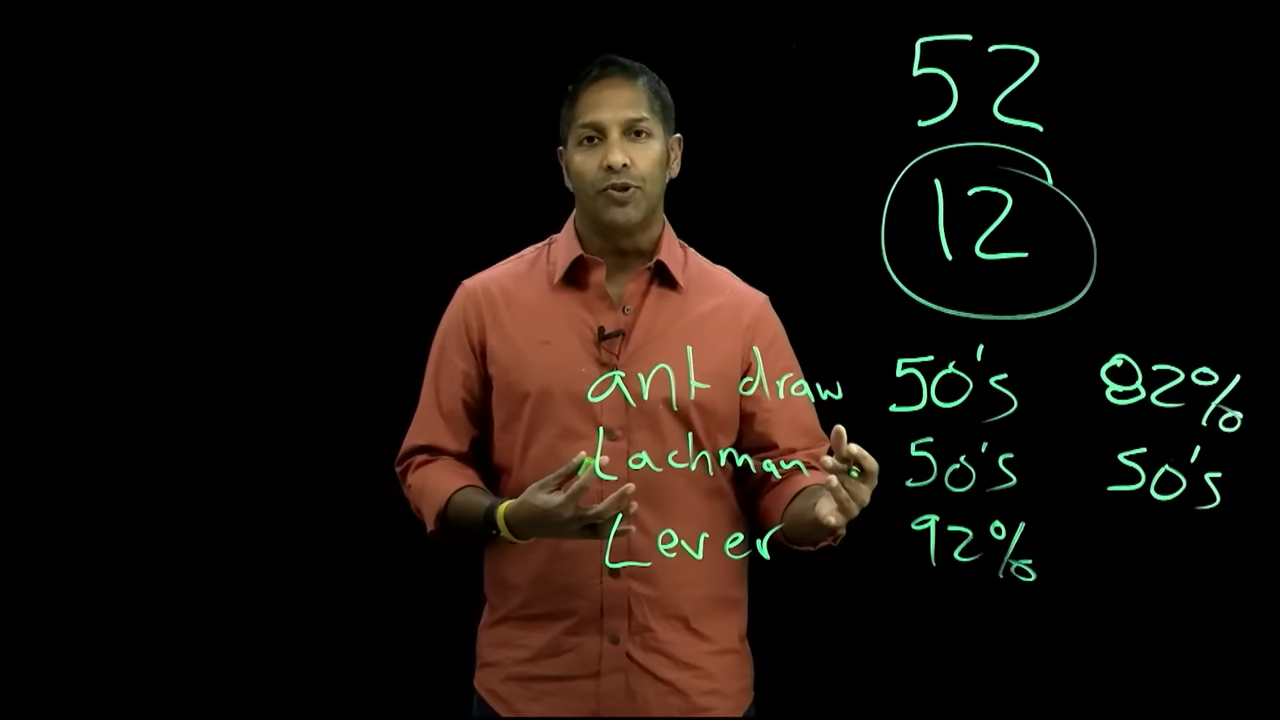 52
12
ant draw 50's 82%
Lachman 50's 50's
Lever 92%